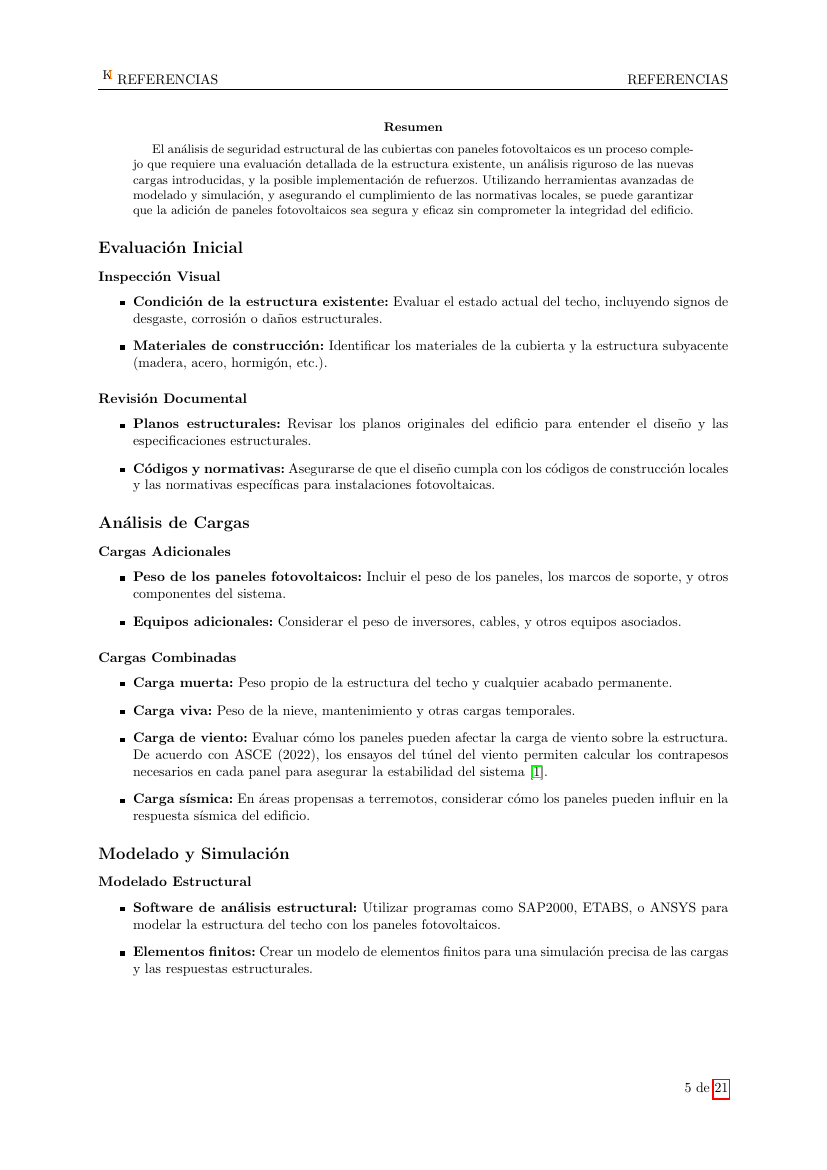 K REFERENCIAS REFERENCIAS
Resumen
El análisis de seguridad estructural de las cubiertas con paneles fotovoltaicos es un proceso comple-
jo que requiere una evaluación detallada de la estructura existente, un análisis riguroso de las nuevas
cargas introducidas, y la posible implementación de refuerzos. Utilizando herramientas avanzadas de
modelado y simulación, y asegurando el cumplimiento de las normativas locales, se puede garantizar
que la adición de paneles fotovoltaicos sea segura y eficaz sin comprometer la integridad del edificio.
Evaluación Inicial
Inspección Visual
▪ Condición de la estructura existente: Evaluar el estado actual del techo, incluyendo signos de
desgaste, corrosión o daños estructurales.
▪ Materiales de construcción: Identificar los materiales de la cubierta y la estructura subyacente
(madera, acero, hormigón, etc.).
Revisión Documental
▪ Planos estructurales: Revisar los planos originales del edificio para entender el diseño y las
especificaciones estructurales.
▪ Códigos y normativas: Asegurarse de que el diseño cumpla con los códigos de construcción locales
y las normativas específicas para instalaciones fotovoltaicas.
Análisis de Cargas
Cargas Adicionales
▪ Peso de los paneles fotovoltaicos: Incluir el peso de los paneles, los marcos de soporte, y otros
componentes del sistema.
▪ Equipos adicionales: Considerar el peso de inversores, cables, y otros equipos asociados.
Cargas Combinadas
▪ Carga muerta: Peso propio de la estructura del techo y cualquier acabado permanente.
▪ Carga viva: Peso de la nieve, mantenimiento y otras cargas temporales.
▪ Carga de viento: Evaluar cómo los paneles pueden afectar la carga de viento sobre la estructura.
De acuerdo con ASCE (2022), los ensayos del túnel del viento permiten calcular los contrapesos
necesarios en cada panel para asegurar la estabilidad del sistema [1].
▪ Carga sísmica: En áreas propensas a terremotos, considerar cómo los paneles pueden influir en la
respuesta sísmica del edificio.
Modelado y Simulación
Modelado Estructural
▪ Software de análisis estructural: Utilizar programas como SAP2000, ETABS, o ANSYS para
modelar la estructura del techo con los paneles fotovoltaicos.
▪ Elementos finitos: Crear un modelo de elementos finitos para una simulación precisa de las cargas
y las respuestas estructurales.
5 de 21